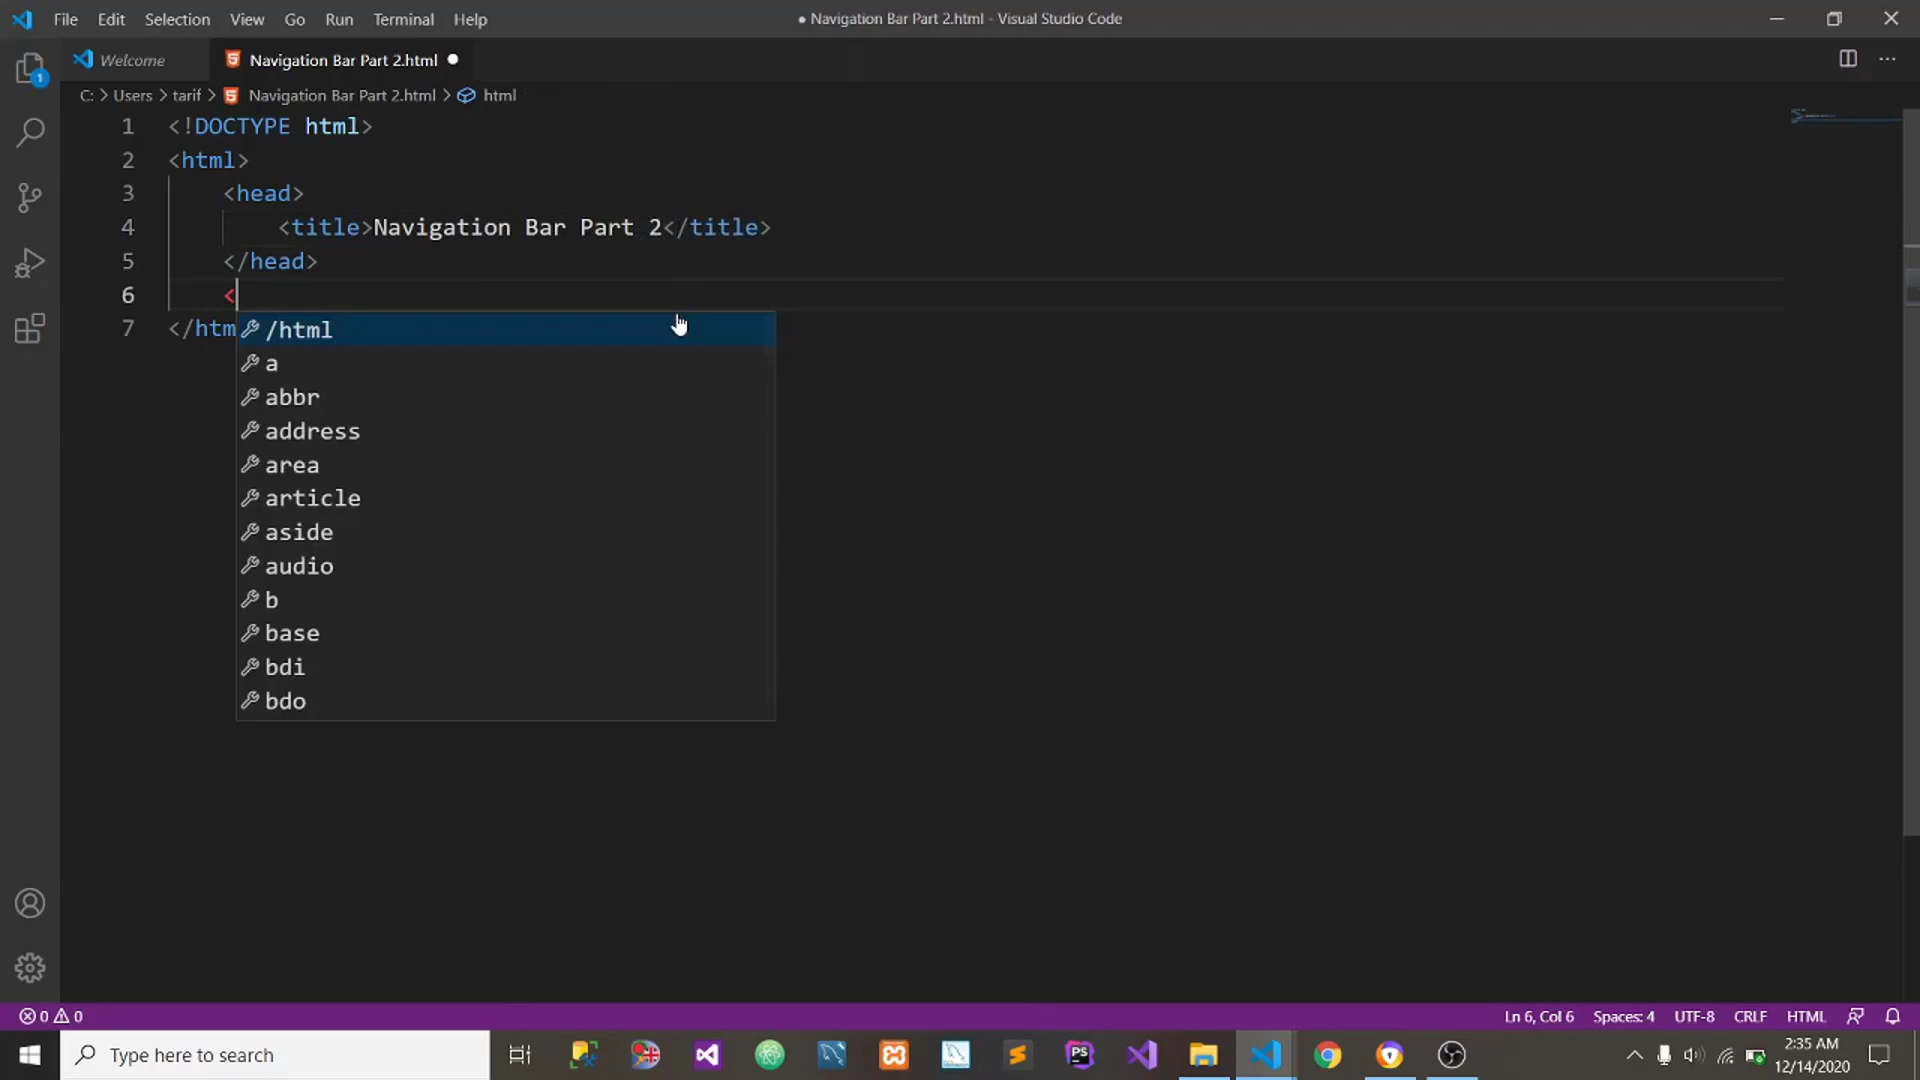 File Edit Selection View Go Run Terminal Help
● Navigation Bar Part 2.html - Visual Studio Code
Welcome
Navigation Bar Part 2.html ●
C: > Users > tarif > Navigation Bar Part 2.html > html
1 <!DOCTYPE html>
2 <html>
3 <head>
4 <title>Navigation Bar Part 2</title>
5 </head>
6 <
7 </htm
/html
a
abbr
address
area
article
aside
audio
b
base
bdi
bdo
1
0 0
Ln 6, Col 6 Spaces: 4 UTF-8 CRLF HTML
Type here to search
PS
2:35 AM
12/14/2020